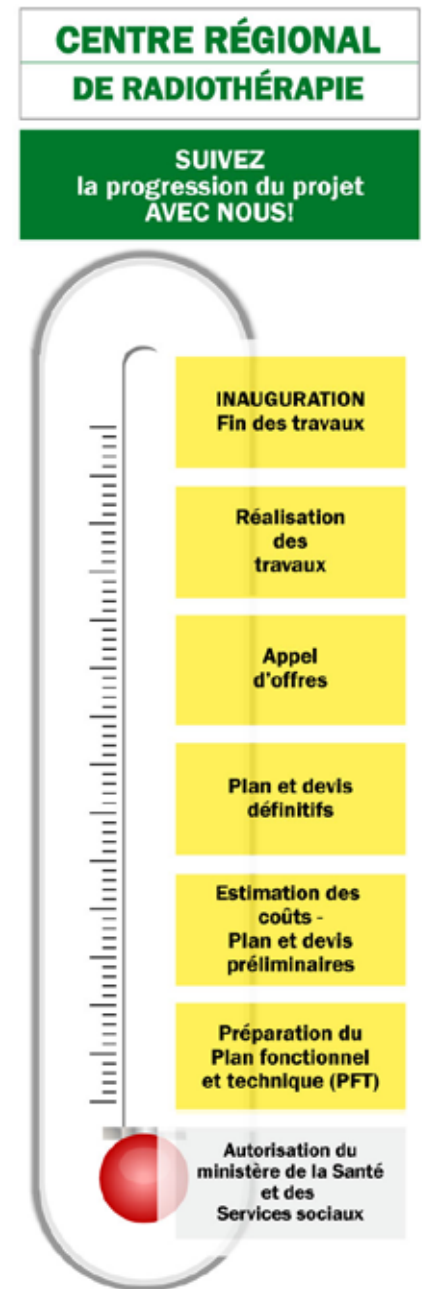 CENTRE RÉGIONAL
DE RADIOTHÉRAPIE
SUIVEZ
la progression du projet
AVEC NOUS!
INAUGURATION
Fin des travaux
Réalisation
des
travaux
Appel
d'offres
Plan et devis
définitifs
Estimation des
coûts -
Plan et devis
préliminaires
Préparation du
Plan fonctionnel
et technique (PFT)
Autorisation du
ministère de la Santé
et des
Services sociaux